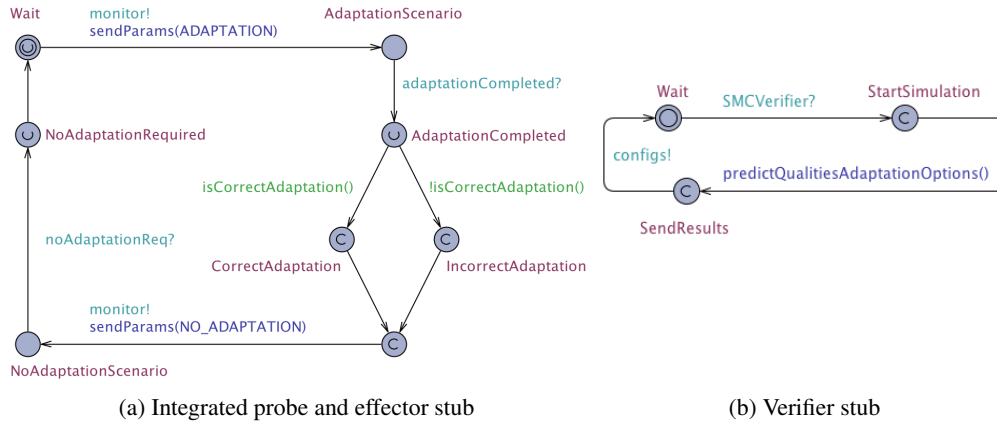 Wait
monitor!
sendParams(ADAPTATION)
AdaptationScenario
adaptationCompleted?
NoAdaptationRequired
AdaptationCompleted
isCorrectAdaptation()
!isCorrectAdaptation()
noAdaptationReq?
CorrectAdaptation
IncorrectAdaptation
monitor!
sendParams(NO_ADAPTATION)
NoAdaptationScenario
(a) Integrated probe and effector stub
Wait
SMCVerifier?
StartSimulation
configs!
predictQualitiesAdaptationOptions()
SendResults
(b) Verifier stub